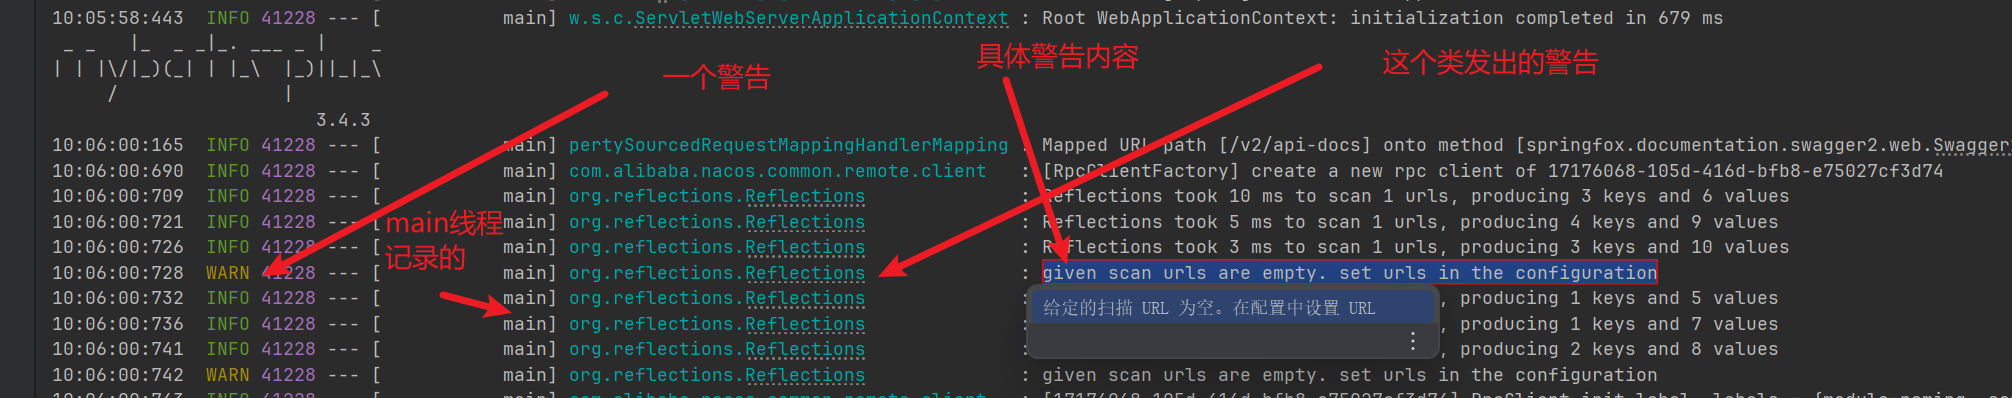 10:05:58:443  INFO 41228 --- [           main] w.s.c.ServletWebServerApplicationContext : Root WebApplicationContext: initialization completed in 679 ms
 _ _   |_  _ _|_. ___ _ |    _
| | |\/|_)(_| | |_\  |_)||_|_\
     /               |
                        3.4.3
一个警告
具体警告内容
这个类发出的警告
10:06:00:165  INFO 41228 --- [           main] pertySourcedRequestMappingHandlerMapping : Mapped URL path [/v2/api-docs] onto method [springfox.documentation.swagger2.web.Swagger
10:06:00:690  INFO 41228 --- [           main] com.alibaba.nacos.common.remote.client   : [RpcClientFactory] create a new rpc client of 17176068-105d-416d-bfb8-e75027cf3d74
10:06:00:709  INFO 41228 --- [           main] org.reflections.Reflections              : Reflections took 10 ms to scan 1 urls, producing 3 keys and 6 values
10:06:00:721  INFO 41228 --- [           main] org.reflections.Reflections              : Reflections took 5 ms to scan 1 urls, producing 4 keys and 9 values
10:06:00:726  INFO 41228 --- [           main] org.reflections.Reflections              : Reflections took 3 ms to scan 1 urls, producing 3 keys and 10 values
main线程
记录的
10:06:00:728  WARN 41228 --- [           main] org.reflections.Reflections              : given scan urls are empty. set urls in the configuration
10:06:00:732  INFO 41228 --- [           main] org.reflections.Reflections              : , producing 1 keys and 5 values
给定的扫描 URL 为空。在配置中设置 URL
10:06:00:736  INFO 41228 --- [           main] org.reflections.Reflections              : , producing 1 keys and 7 values
10:06:00:741  INFO 41228 --- [           main] org.reflections.Reflections              : , producing 2 keys and 8 values
10:06:00:742  WARN 41228 --- [           main] org.reflections.Reflections              : given scan urls are empty. set urls in the configuration